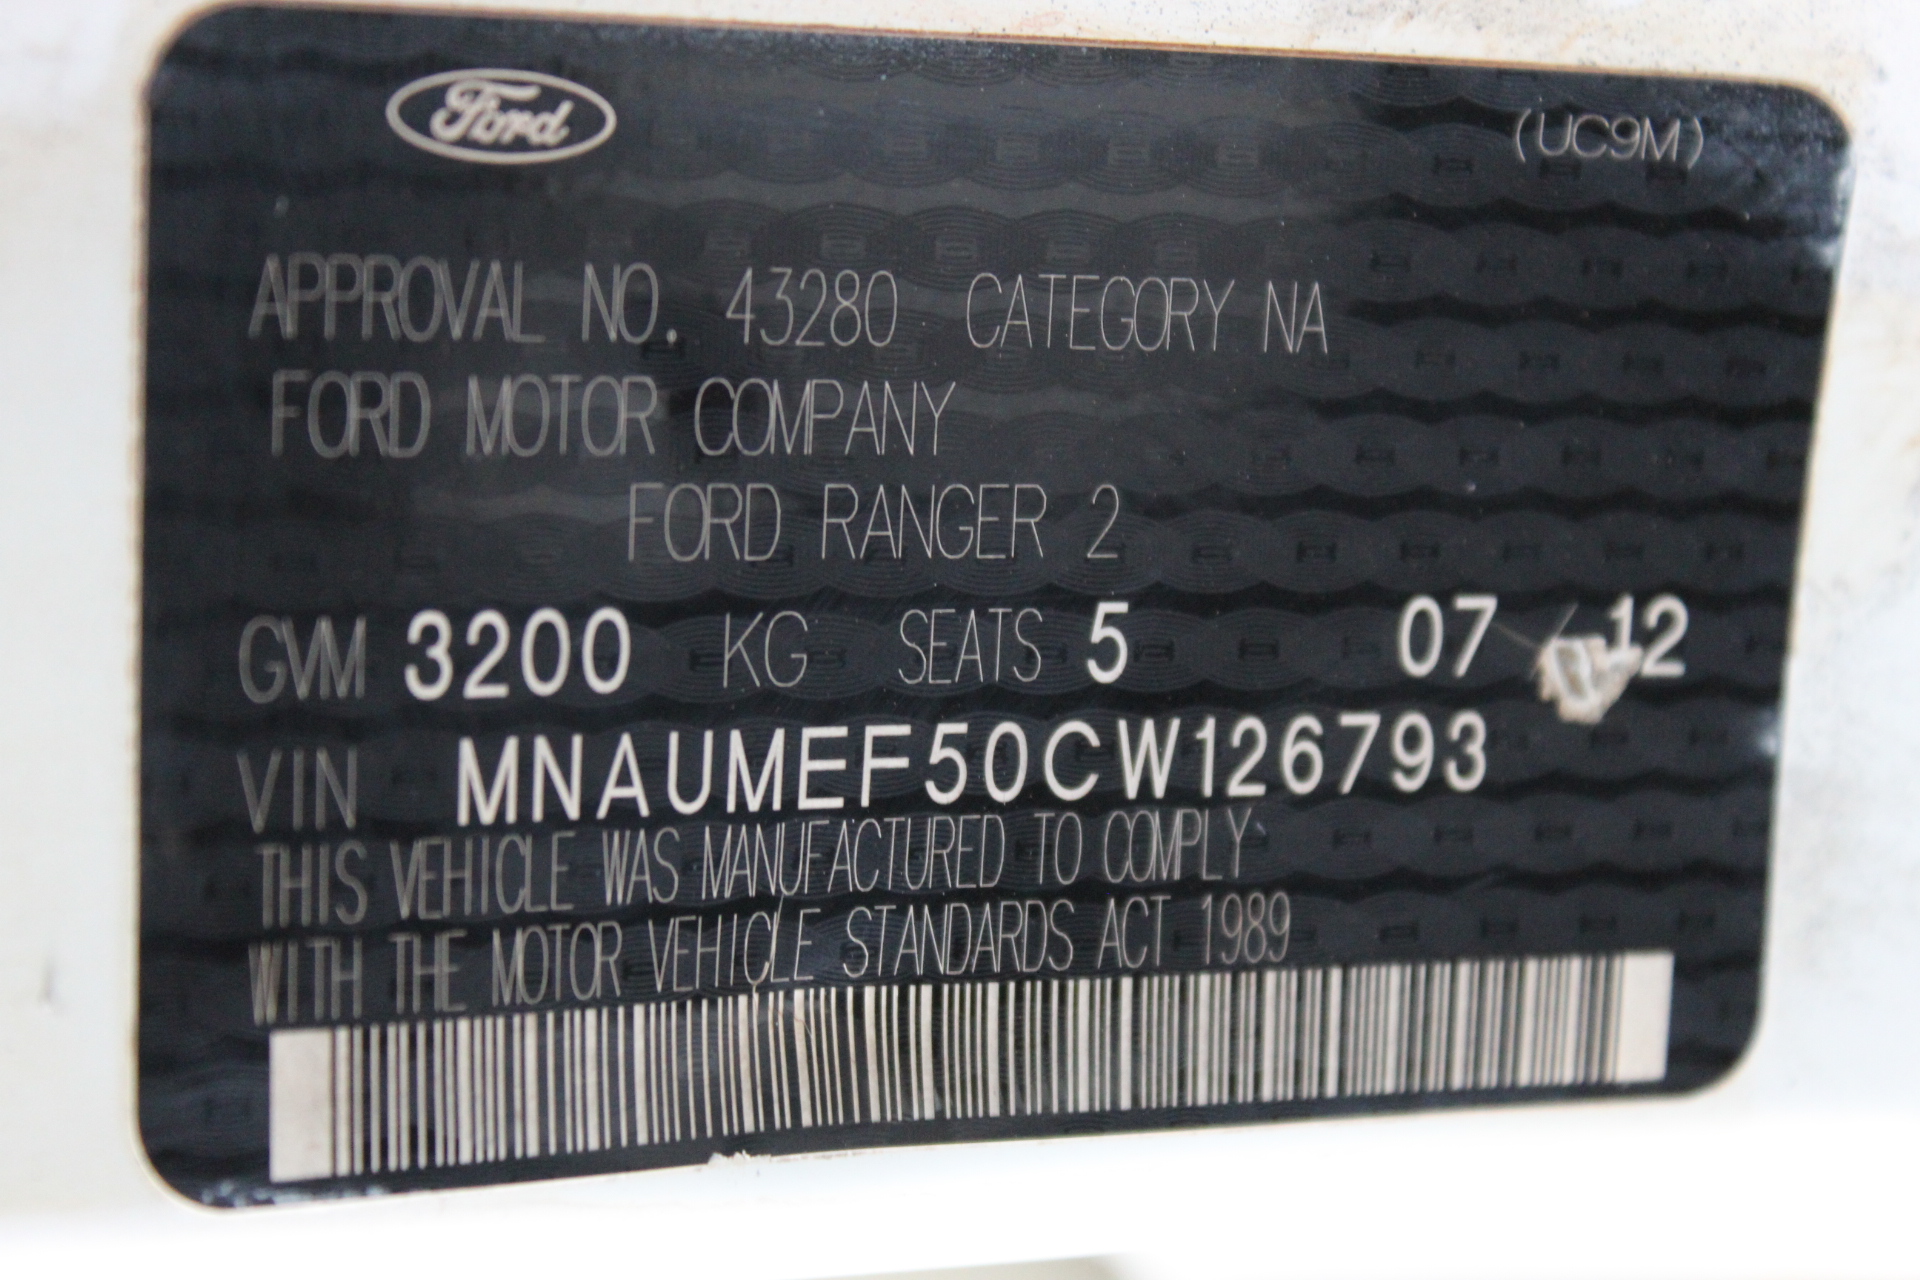 Ford (UC9M)
APPROVAL NO. 43280 CATEGORY NA
FORD MOTOR COMPANY
FORD RANGER 2
GVM 3200 KG SEATS 5 07 12
VIN MNAUMEF50CW126793
THIS VEHICLE WAS MANUFACTURED TO COMPLY
WITH THE MOTOR VEHICLE STANDARDS ACT 1989